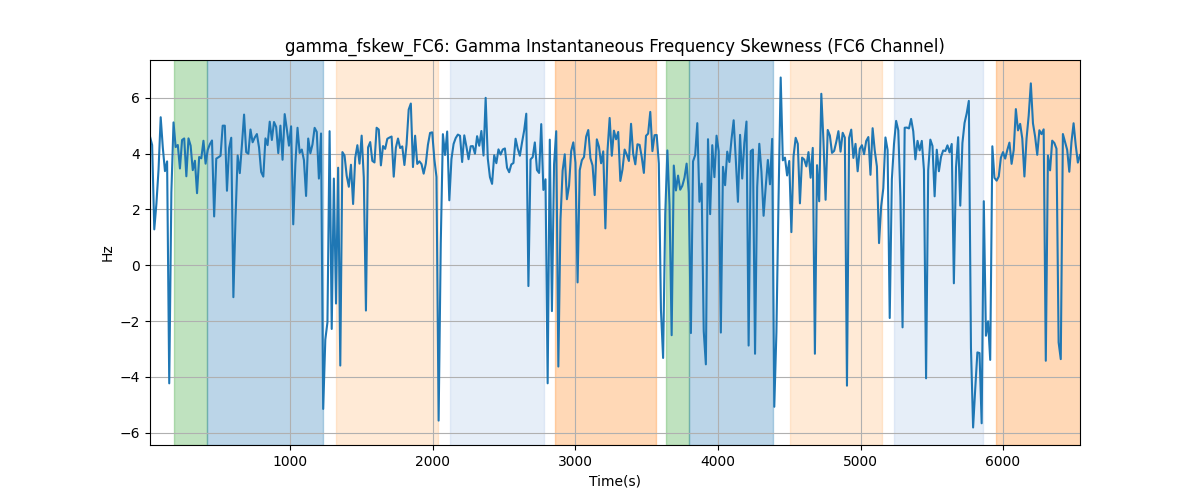 gamma_fskew_FC6: Gamma Instantaneous Frequency Skewness (FC6 Channel)
6
4
2
0
−2
−4
−6
Hz
1000 2000 3000 4000 5000 6000
Time(s)